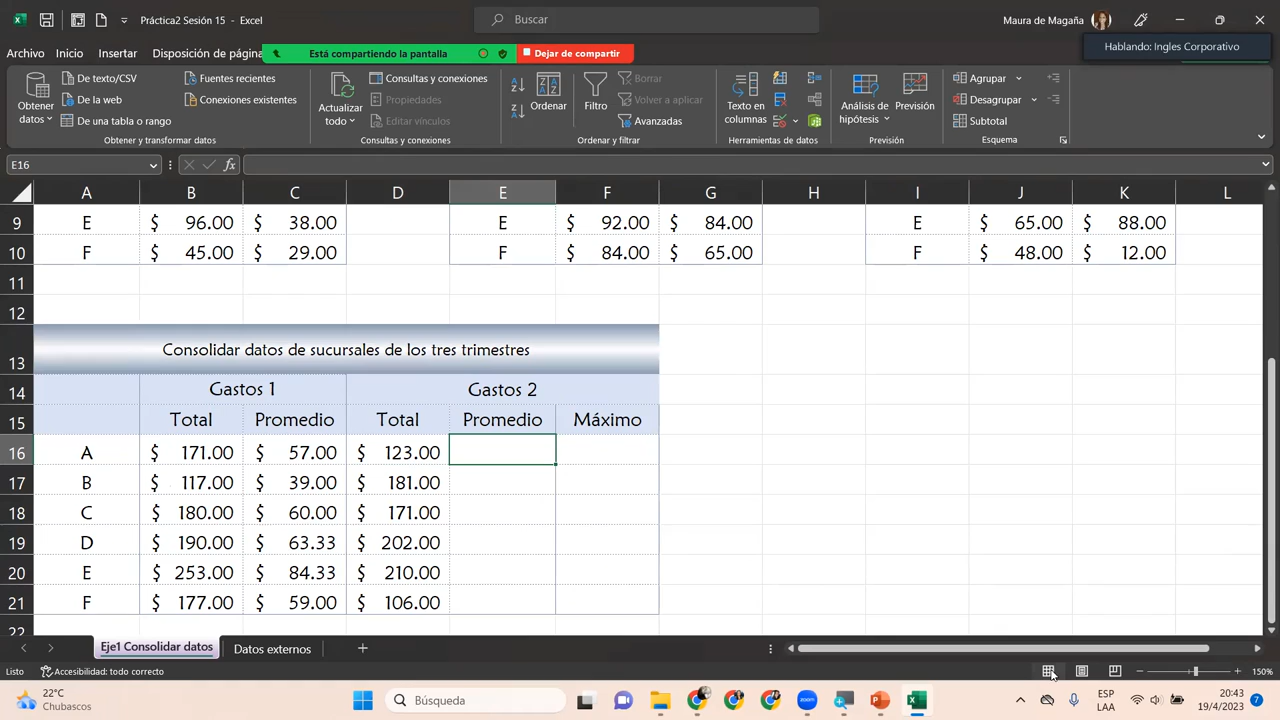 Práctica2 Sesión 15 - Excel
Buscar
Maura de Magaña
Archivo Inicio Insertar Disposición de página
Está compartiendo la pantalla
Dejar de compartir
Hablando: Ingles Corporativo
Obtener datos
De texto/CSV
De la web
De una tabla o rango
Fuentes recientes
Conexiones existentes
Obtener y transformar datos
Actualizar todo
Consultas y conexiones
Propiedades
Editar vínculos
Consultas y conexiones
Ordenar
Filtro
Borrar
Volver a aplicar
Avanzadas
Ordenar y filtrar
Texto en columnas
Herramientas de datos
Análisis de hipótesis
Previsión
Previsión
Agrupar
Desagrupar
Subtotal
Esquema
E16
fx
A B C D E F G H I J K L
9 E $ 96.00 $ 38.00 E $ 92.00 $ 84.00 E $ 65.00 $ 88.00
10 F $ 45.00 $ 29.00 F $ 84.00 $ 65.00 F $ 48.00 $ 12.00
11
12
13 Consolidar datos de sucursales de los tres trimestres
14 Gastos 1 Gastos 2
15 Total Promedio Total Promedio Máximo
16 A $ 171.00 $ 57.00 $ 123.00
17 B $ 117.00 $ 39.00 $ 181.00
18 C $ 180.00 $ 60.00 $ 171.00
19 D $ 190.00 $ 63.33 $ 202.00
20 E $ 253.00 $ 84.33 $ 210.00
21 F $ 177.00 $ 59.00 $ 106.00
22
Eje1 Consolidar datos
Datos externos
Listo
Accesibilidad: todo correcto
150%
22°C
Chubascos
Búsqueda
ESP
LAA
20:43
19/4/2023
7